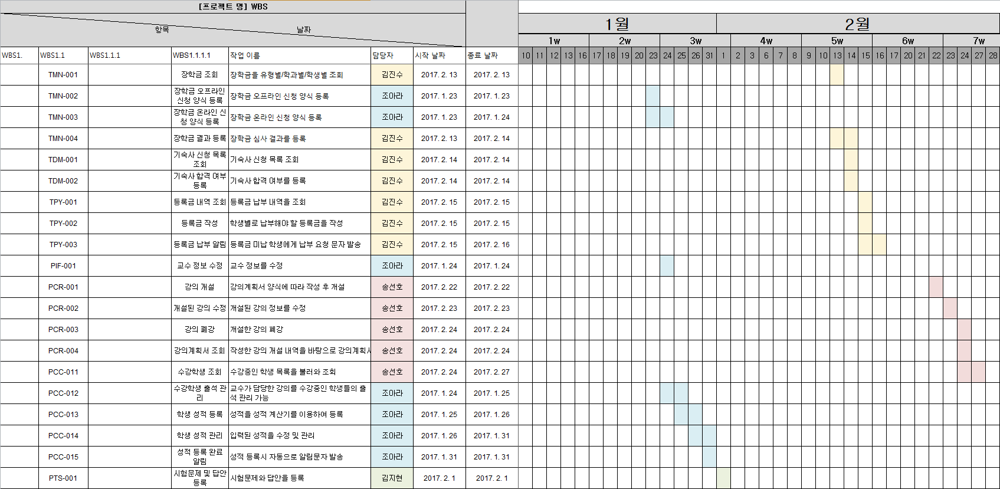 [프로젝트 명] WBS
항목
날짜
1월 2월
1w 2w 3w 4w 5w 6w 7w
WBS1. WBS1.1 WBS1.1.1 WBS1.1.1.1 작업 이름 담당자 시작 날짜 종료 날짜 10 11 12 13 16 17 18 19 20 23 24 25 26 31 1 2 3 6 7 8 9 10 13 14 15 16 17 20 21 22 23 24 27 28
TMN-001 장학금 조회 장학금을 유형별/학과별/학생별 조회 김진수 2017. 2. 13 2017. 2. 13
TMN-002 장학금 오프라인
신청 양식 등록 장학금 오프라인 신청 양식 등록 조아라 2017. 1. 23 2017. 1. 23
TMN-003 장학금 온라인 신
청 양식 등록 장학금 온라인 신청 양식 등록 조아라 2017. 1. 23 2017. 1. 24
TMN-004 장학금 결과 등록 장학금 심사 결과를 등록 김진수 2017. 2. 13 2017. 2. 14
TDM-001 기숙사 신청 목록
조회 기숙사 신청 목록 조회 김진수 2017. 2. 14 2017. 2. 14
TDM-002 기숙사 합격 여부
등록 기숙사 합격 여부를 등록 김진수 2017. 2. 14 2017. 2. 14
TPY-001 등록금 내역 조회 등록금 납부 내역을 조회 김진수 2017. 2. 15 2017. 2. 15
TPY-002 등록금 작성 학생별로 납부해야 할 등록금을 작성 김진수 2017. 2. 15 2017. 2. 15
TPY-003 등록금 납부 알림 등록금 미납 학생에게 납부 요청 문자 발송 김진수 2017. 2. 15 2017. 2. 16
PIF-001 교수 정보 수정 교수 정보를 수정 조아라 2017. 1. 24 2017. 1. 24
PCR-001 강의 개설 강의계획서 양식에 따라 작성 후 개설 송선호 2017. 2. 22 2017. 2. 22
PCR-002 개설된 강의 수정 개설된 강의 정보를 수정 송선호 2017. 2. 23 2017. 2. 23
PCR-003 강의 폐강 개설한 강의 폐강 송선호 2017. 2. 24 2017. 2. 24
PCR-004 강의계획서 조회 작성한 강의 개설 내역을 바탕으로 강의계획서 송선호 2017. 2. 24 2017. 2. 24
PCC-011 수강학생 조회 수강중인 학생 목록을 불러와 조회 송선호 2017. 2. 24 2017. 2. 27
PCC-012 수강학생 출석 관
리 교수가 담당한 강의를 수강중인 학생들의 출
석 관리 가능 조아라 2017. 1. 24 2017. 1. 25
PCC-013 학생 성적 등록 성적을 성적 계산기를 이용하여 등록 조아라 2017. 1. 25 2017. 1. 26
PCC-014 학생 성적 관리 입력된 성적을 수정 및 관리 조아라 2017. 1. 26 2017. 1. 31
PCC-015 성적 등록 완료
알림 성적 등록시 자동으로 알림문자 발송 조아라 2017. 1. 31 2017. 1. 31
PTS-001 시험문제 및 답안
등록 시험문제와 답안을 등록 김지현 2017. 2. 1 2017. 2. 1